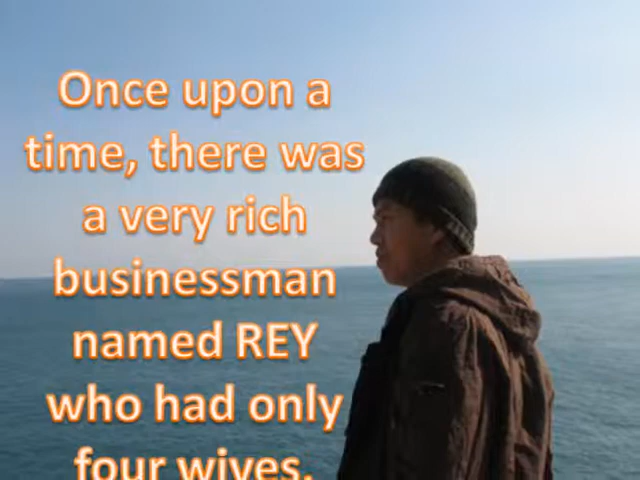 Once upon a
time, there was
a very rich
businessman
named REY
who had only
four wives.